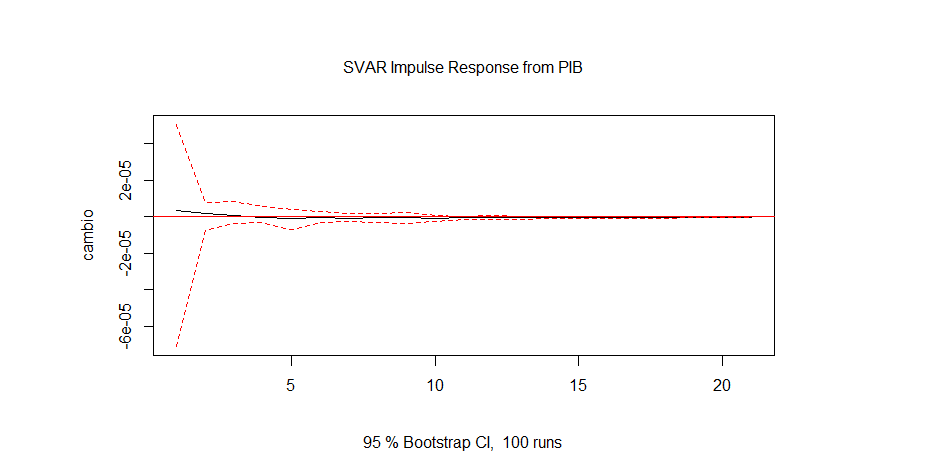 SVAR Impulse Response from PIB
cambio
2e-05
-2e-05
-6e-05
5
10
15
20
95 % Bootstrap CI, 100 runs